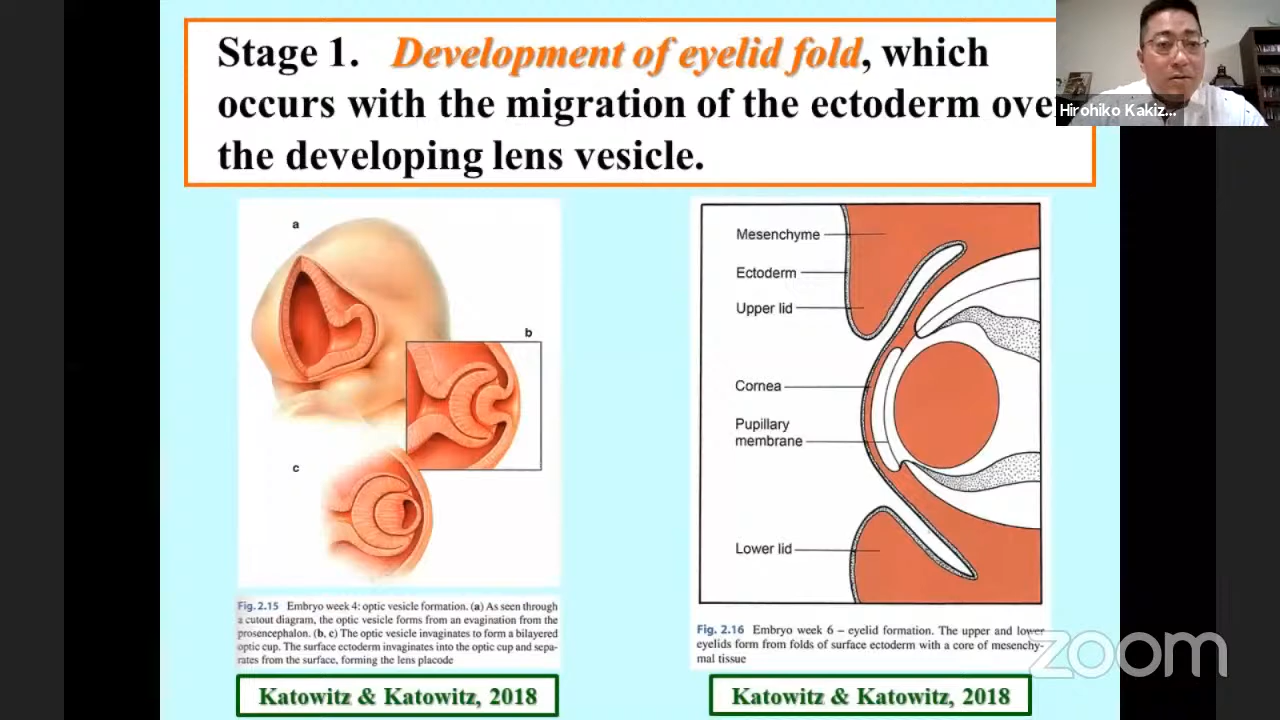 Stage 1. Development of eyelid fold, which
occurs with the migration of the ectoderm ove
the developing lens vesicle.
Hirohiko Kakiz...
a
b
c
Fig. 2.15 Embryo week 4: optic vesicle formation. (a) As seen through
a cutout diagram, the optic vesicle forms from an evagination from the
prosencephalon. (b, c) The optic vesicle invaginates to form a bilayered
optic cup. The surface ectoderm invaginates into the optic cup and sepa-
rates from the surface, forming the lens placode
Katowitz & Katowitz, 2018
Mesenchyme
Ectoderm
Upper lid
Cornea
Pupillary
membrane
Lower lid
Fig. 2.16 Embryo week 6 – eyelid formation. The upper and lower
eyelids form from folds of surface ectoderm with a core of mesenchy-
mal tissue
Katowitz & Katowitz, 2018
zoom